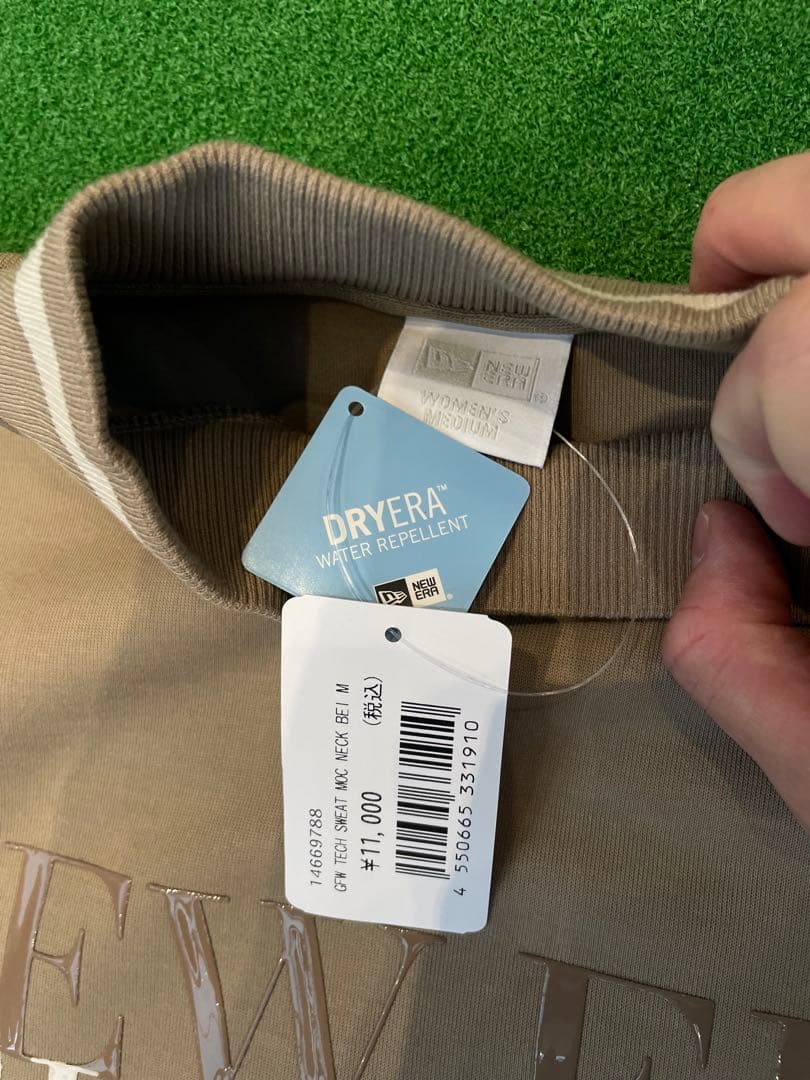 NEW
ERA
®
WOMEN'S
MEDIUM
DRYERA™
WATER REPELLENT
NEW
ERA®
14669788
GFW TECH SWEAT MOC NECK BEI M
¥11,000 (税込)
4 550665 331910
EW E